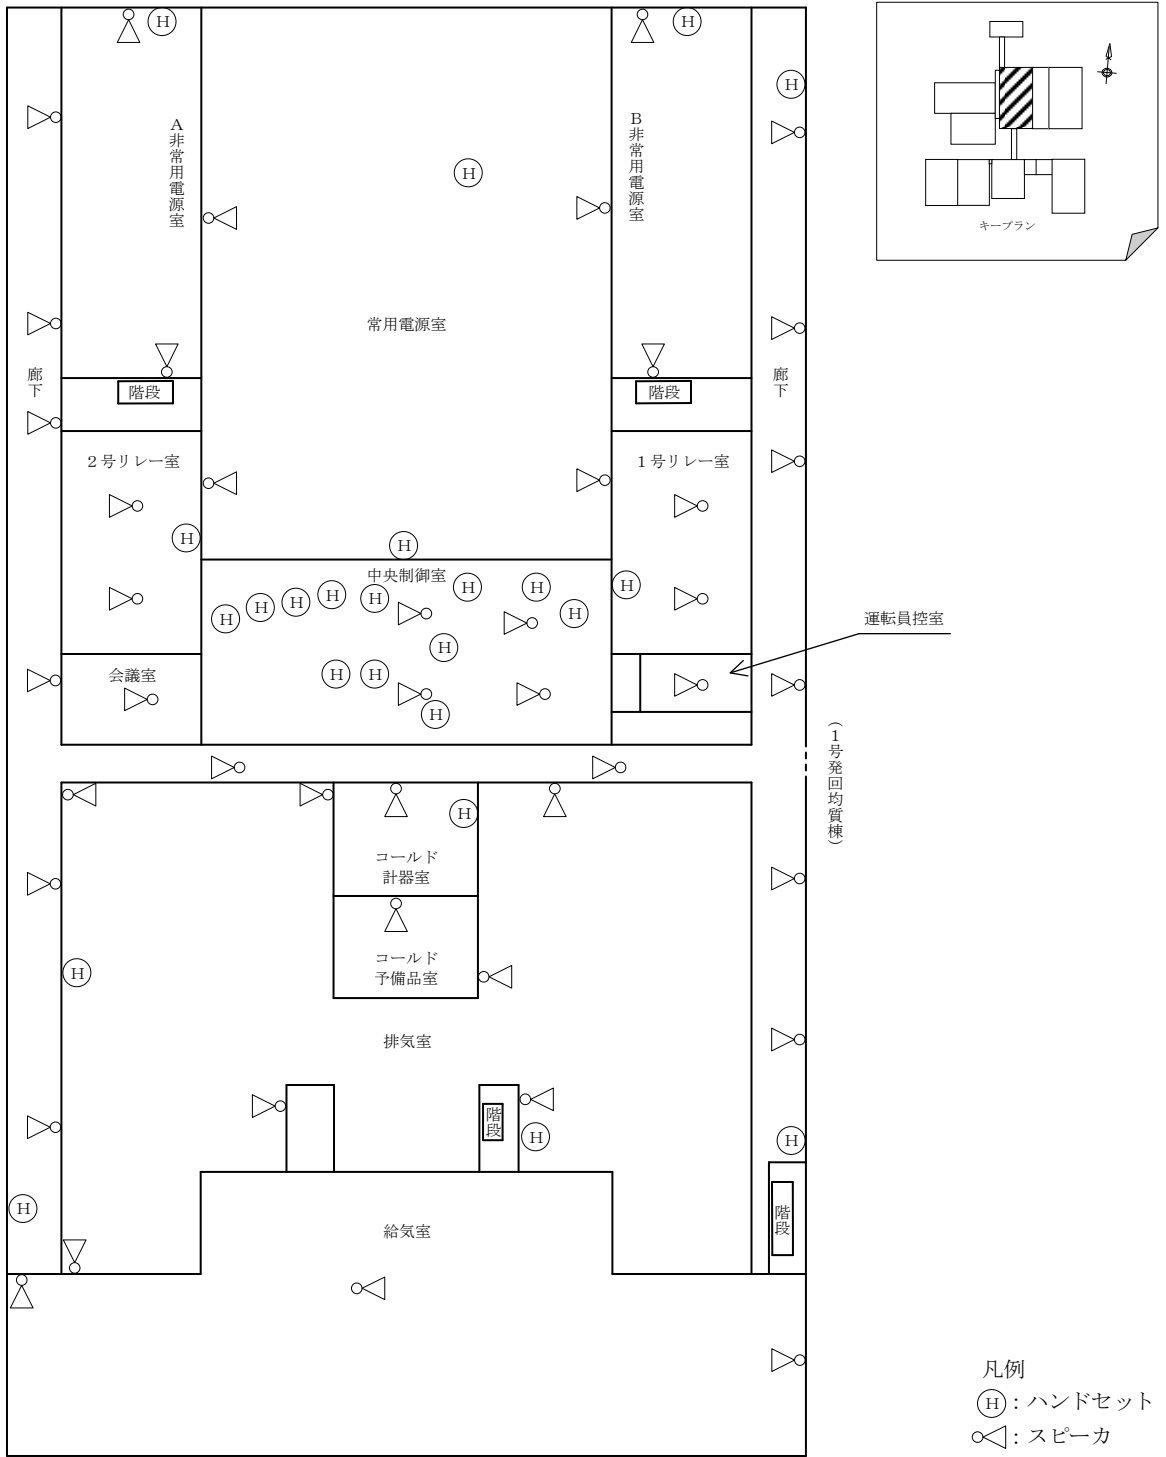 H
H
H
A非常用電源室
B非常用電源室
H
キープラン
常用電源室
廊下
階段
階段
廊下
2号リレー室
1号リレー室
H
H
中央制御室
H
H
H
H
H
H
H
H
H
H
H
H
H
運転員控室
会議室
(1号発回均質棟)
H
コールド
計器室
コールド
予備品室
H
排気室
階段
H
H
H
階段
給気室
凡例
H:ハンドセット
:スピーカ